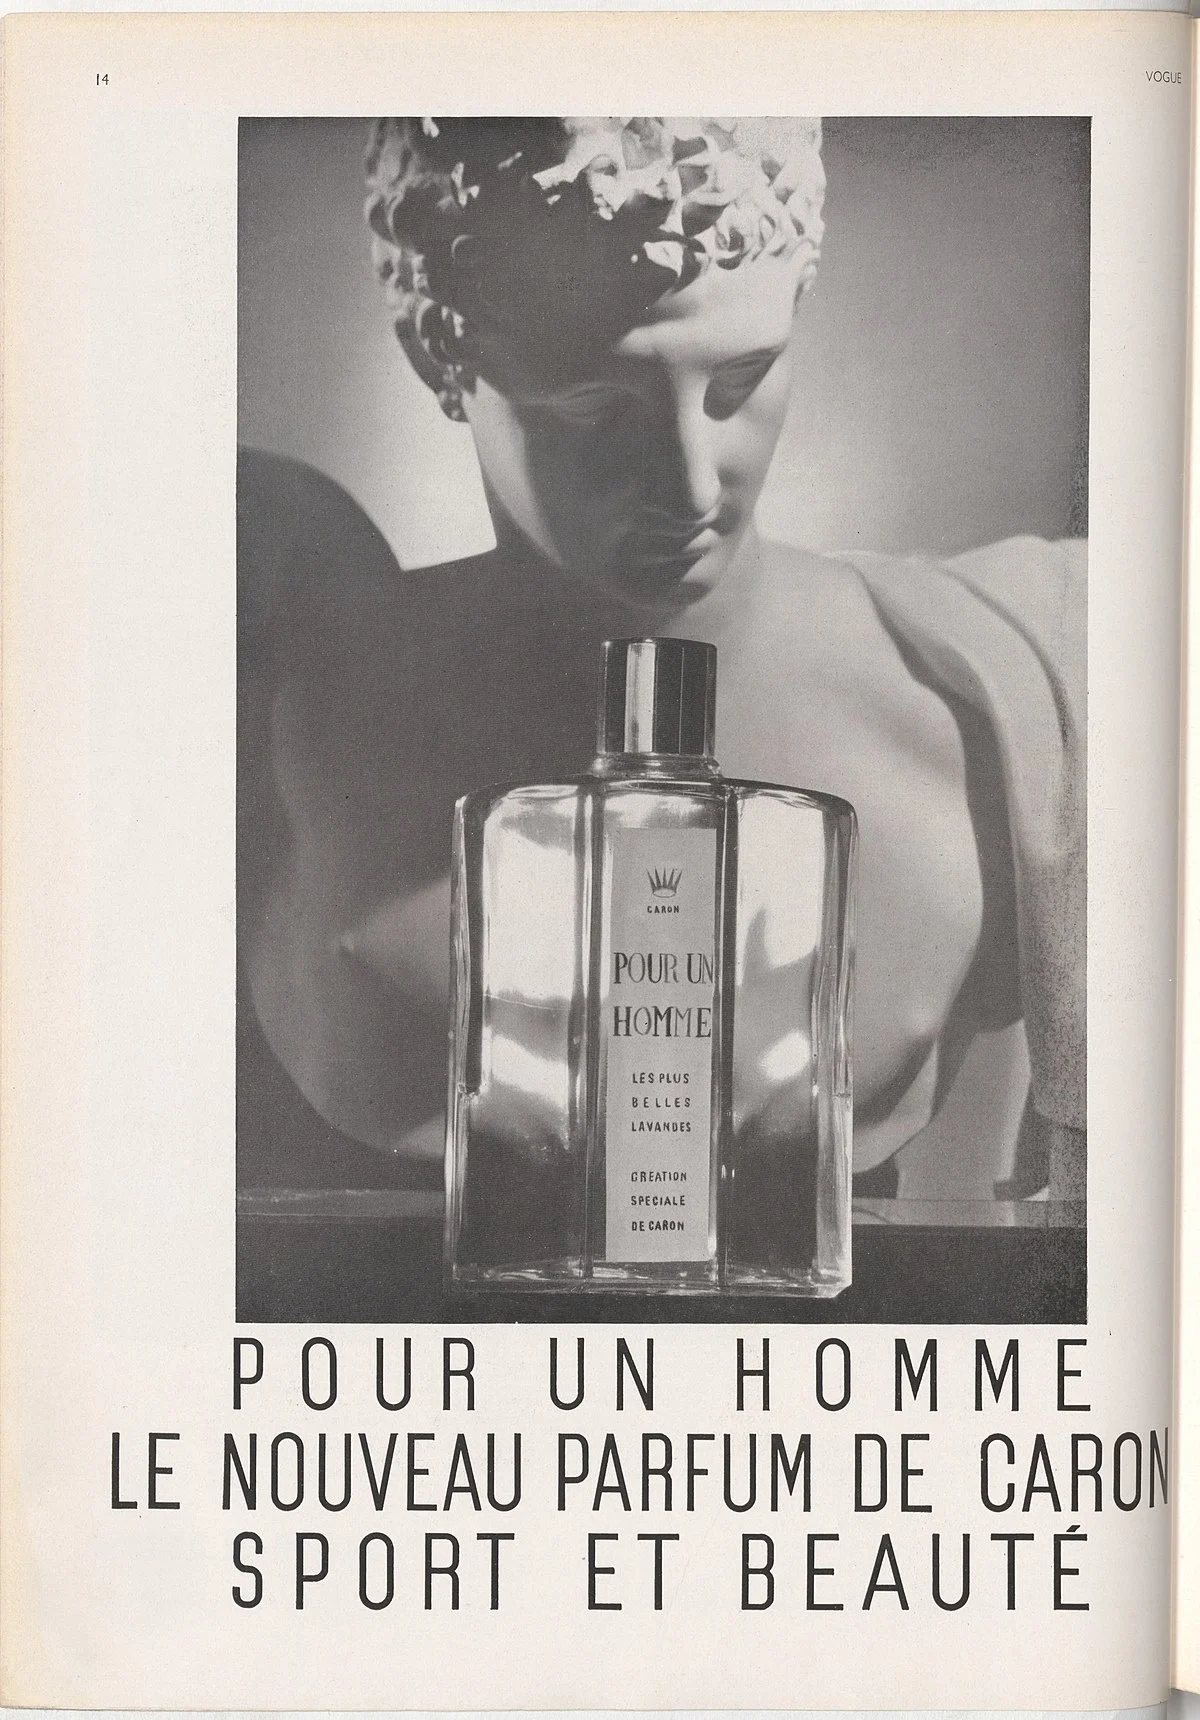 14
VOGUE
CARON
POUR UN
HOMME
LES PLUS
BELLES
LAVANDES
CREATION
SPECIALE
DE CARON
POUR UN HOMME
LE NOUVEAU PARFUM DE CARON
SPORT ET BEAUTÉ